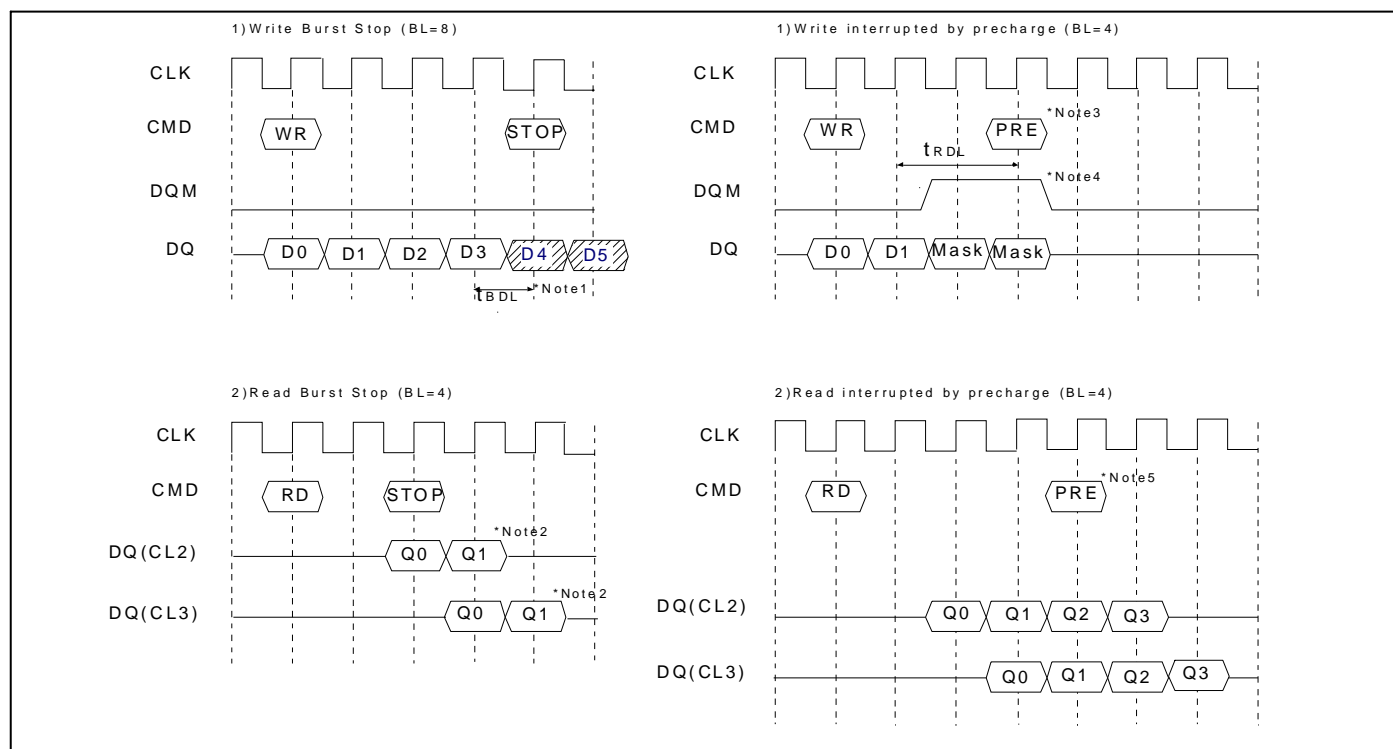 1)Write Burst Stop (BL=8)
CLK
CMD
WR
STOP
DQM
DQ
D0
D1
D2
D3
D4
D5
tBDL
*Note1
1)Write interrupted by precharge (BL=4)
CLK
CMD
WR
PRE
*Note3
tRDL
DQM
*Note4
DQ
D0
D1
Mask
Mask
2)Read Burst Stop (BL=4)
CLK
CMD
RD
STOP
DQ(CL2)
Q0
Q1
*Note2
DQ(CL3)
Q0
Q1
*Note2
2)Read interrupted by precharge (BL=4)
CLK
CMD
RD
PRE
*Note5
DQ(CL2)
Q0
Q1
Q2
Q3
DQ(CL3)
Q0
Q1
Q2
Q3